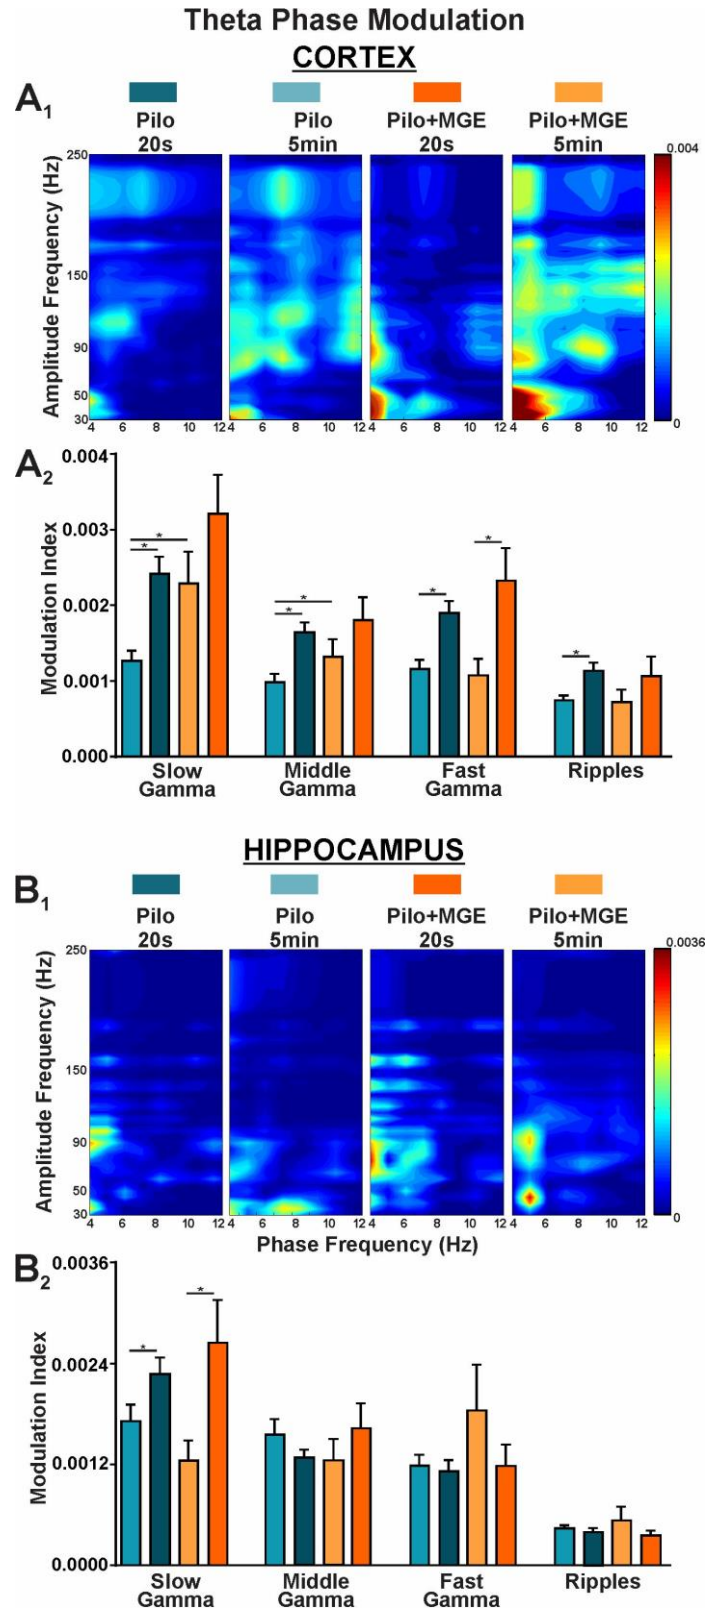 Theta Phase Modulation
CORTEX
A1
Pilo Pilo Pilo+MGE Pilo+MGE
20s 5min 20s 5min
Amplitude Frequency (Hz)
250
150
90
50
30
4 6 8 10 12 4 6 8 10 12 4 6 8 10 12 4 6 8 10 12
0.004
0
A2
Modulation Index
0.004
0.003
0.002
0.001
0.000
* * * * * * *
Slow Middle Fast Ripples
Gamma Gamma Gamma
HIPPOCAMPUS
B1
Pilo Pilo Pilo+MGE Pilo+MGE
20s 5min 20s 5min
Amplitude Frequency (Hz)
250
150
90
50
30
4 6 8 10 12 4 6 8 10 12 4 6 8 10 12 4 6 8 10 12
0.0036
0
Phase Frequency (Hz)
B2
Modulation Index
0.0036
0.0024
0.0012
0.0000
* *
Slow Middle Fast Ripples
Gamma Gamma Gamma